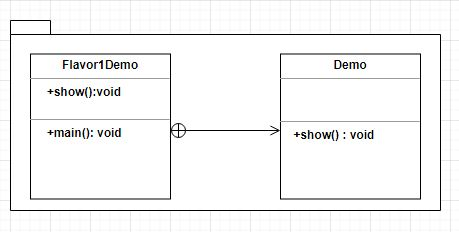 Flavor1Demo
+show():void
+main(): void
Demo
+show() : void